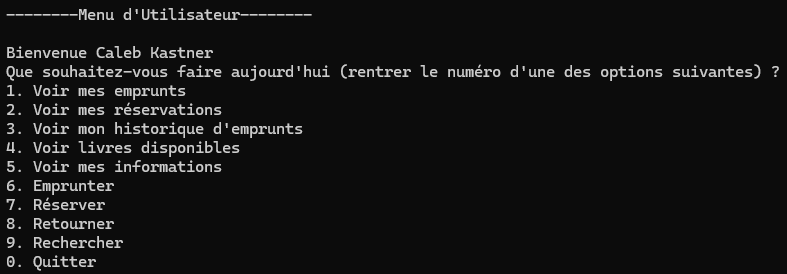 --------Menu d'Utilisateur--------
Bienvenue Caleb Kastner
Que souhaitez-vous faire aujourd'hui (rentrer le numéro d'une des options suivantes) ?
1. Voir mes emprunts
2. Voir mes réservations
3. Voir mon historique d'emprunts
4. Voir livres disponibles
5. Voir mes informations
6. Emprunter
7. Réserver
8. Retourner
9. Rechercher
0. Quitter